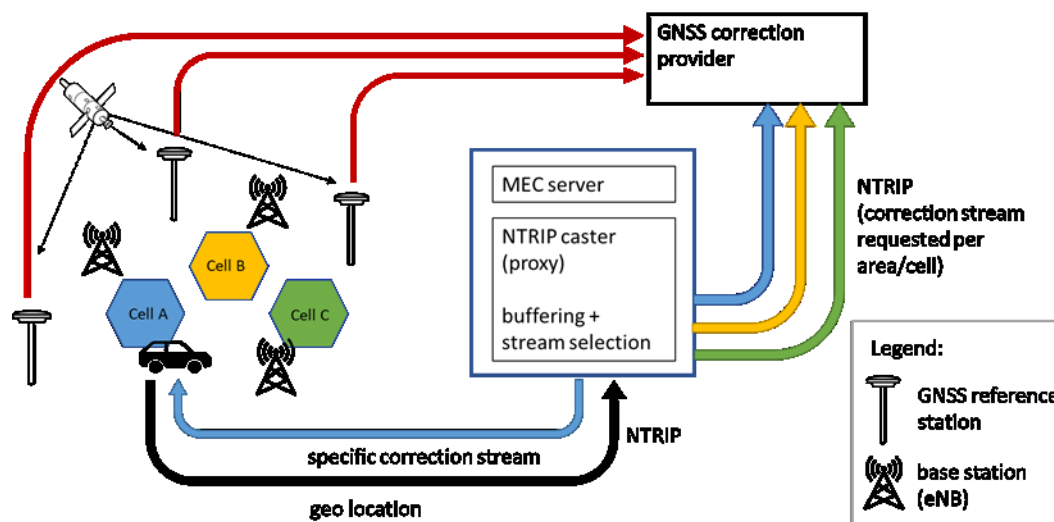 GNSS correction
provider
MEC server
NTRIP caster
(proxy)
buffering +
stream selection
NTRIP
(correction stream
requested per
area/cell)
Cell B
Cell A
Cell C
Legend:
GNSS reference
station
base station
(eNB)
NTRIP
specific correction stream
geo location